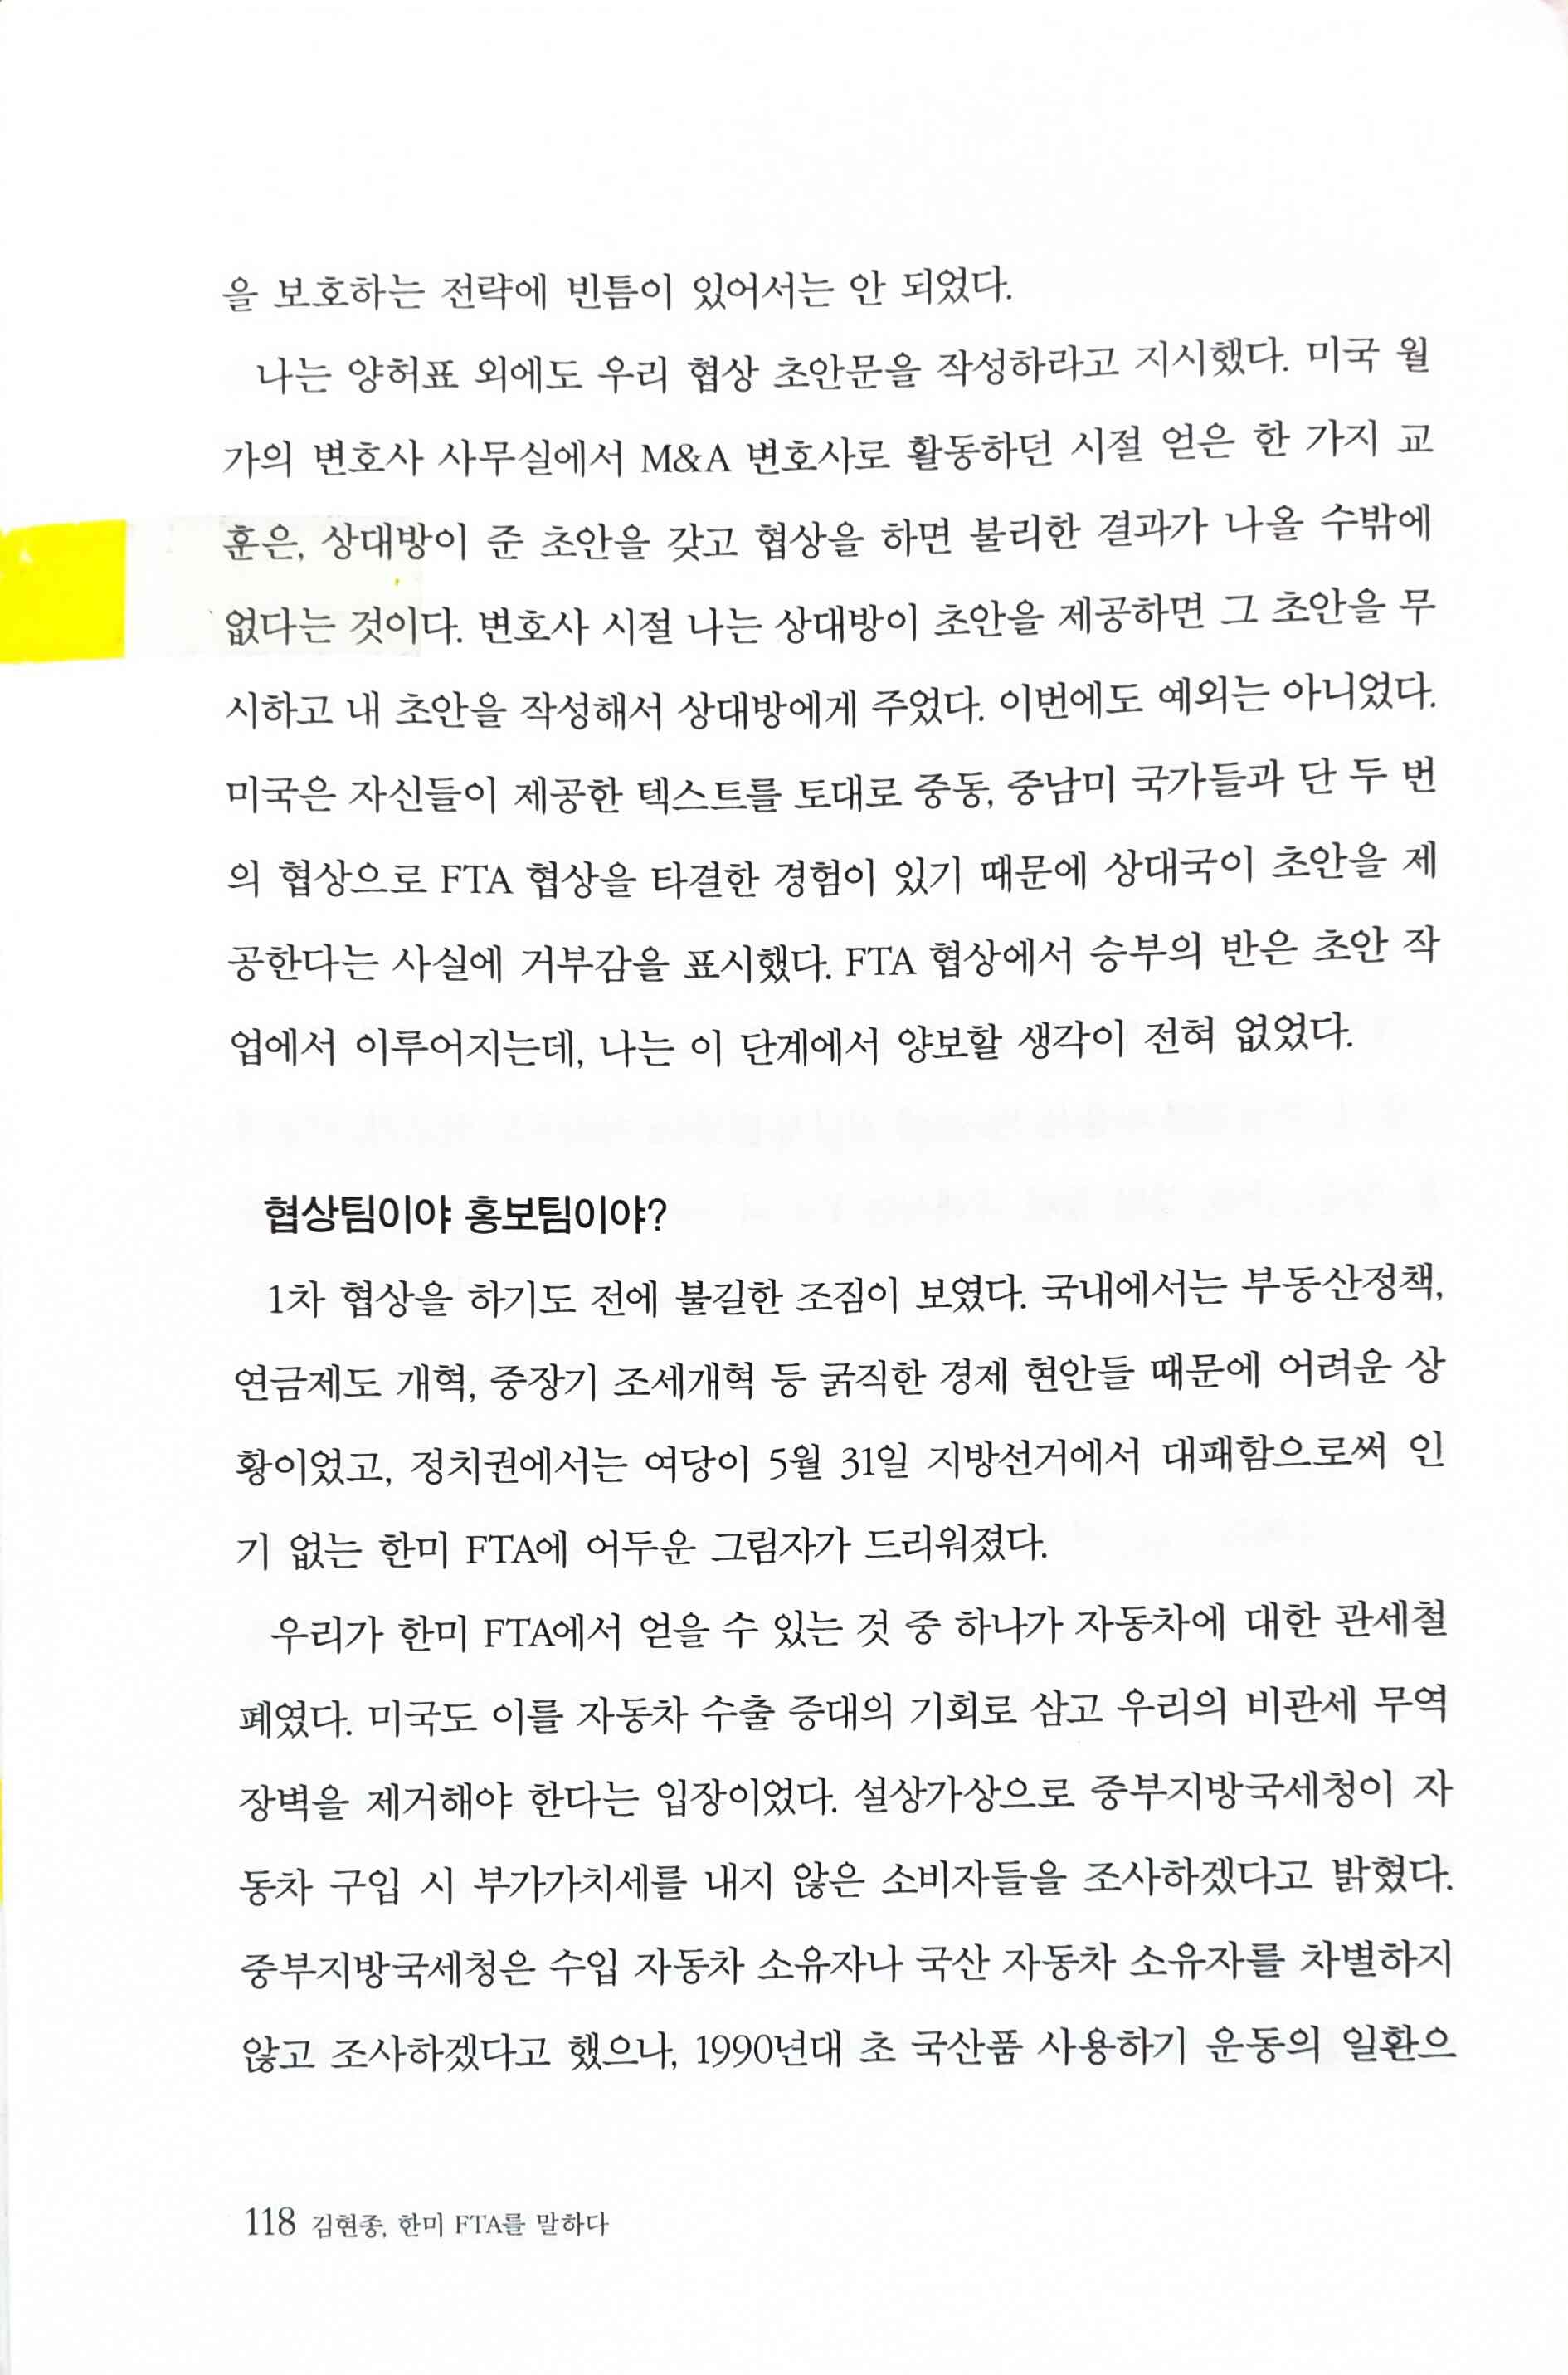 을 보호하는 전략에 빈틈이 있어서는 안 되었다.
나는 양허표 외에도 우리 협상 초안문을 작성하라고 지시했다. 미국 월
가의 변호사 사무실에서 M&A 변호사로 활동하던 시절 얻은 한 가지 교
훈은, 상대방이 준 초안을 갖고 협상을 하면 불리한 결과가 나올 수밖에
없다는 것이다. 변호사 시절 나는 상대방이 초안을 제공하면 그 초안을 무
시하고 내 초안을 작성해서 상대방에게 주었다. 이번에도 예외는 아니었다.
미국은 자신들이 제공한 텍스트를 토대로 중동, 중남미 국가들과 단 두 번
의 협상으로 FTA 협상을 타결한 경험이 있기 때문에 상대국이 초안을 제
공한다는 사실에 거부감을 표시했다. FTA 협상에서 승부의 반은 초안 작
업에서 이루어지는데, 나는 이 단계에서 양보할 생각이 전혀 없었다.
협상팀이야 홍보팀이야?
1차 협상을 하기도 전에 불길한 조짐이 보였다. 국내에서는 부동산정책,
연금제도 개혁, 중장기 조세개혁 등 굵직한 경제 현안들 때문에 어려운 상
황이었고, 정치권에서는 여당이 5월 31일 지방선거에서 대패함으로써 인
기 없는 한미 FTA에 어두운 그림자가 드리워졌다.
우리가 한미 FTA에서 얻을 수 있는 것 중 하나가 자동차에 대한 관세철
폐였다. 미국도 이를 자동차 수출 증대의 기회로 삼고 우리의 비관세 무역
장벽을 제거해야 한다는 입장이었다. 설상가상으로 중부지방국세청이 자
동차 구입 시 부가가치세를 내지 않은 소비자들을 조사하겠다고 밝혔다.
중부지방국세청은 수입 자동차 소유자나 국산 자동차 소유자를 차별하지
않고 조사하겠다고 했으나, 1990년대 초 국산품 사용하기 운동의 일환으
118 김현종, 한미 FTA를 말하다